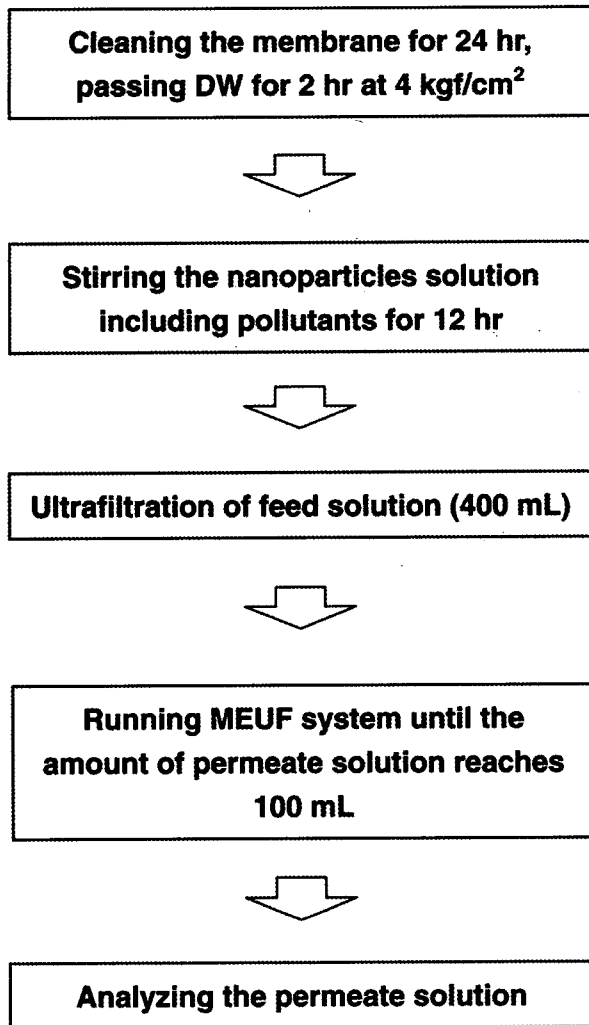 Cleaning the membrane for 24 hr,
passing DW for 2 hr at 4 kgf/cm²
Stirring the nanoparticles solution
including pollutants for 12 hr
Ultrafiltration of feed solution (400 mL)
Running MEUF system until the
amount of permeate solution reaches
100 mL
Analyzing the permeate solution